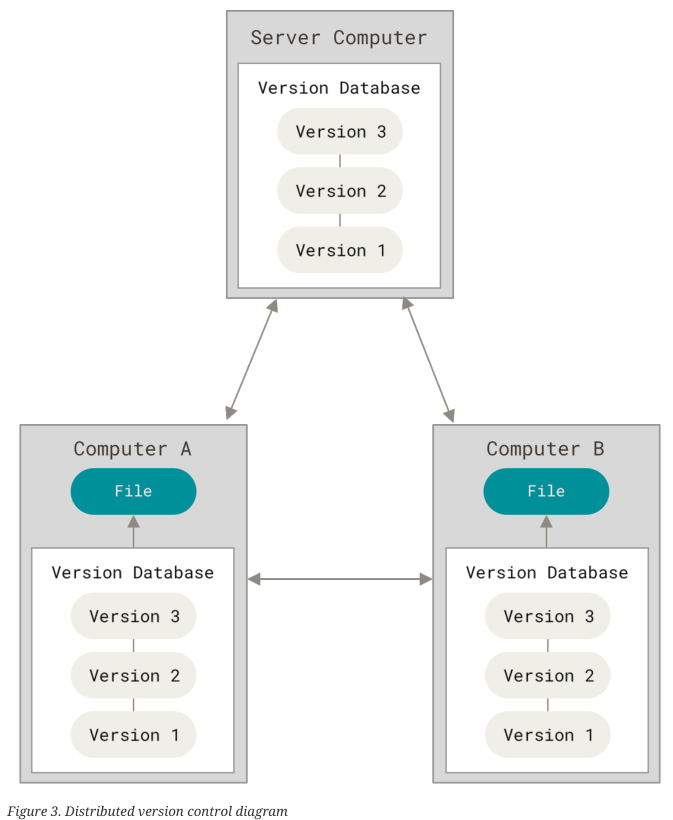 Server Computer
Version Database
Version 3
Version 2
Version 1
Computer A
File
Version Database
Version 3
Version 2
Version 1
Computer B
File
Version Database
Version 3
Version 2
Version 1
Figure 3. Distributed version control diagram